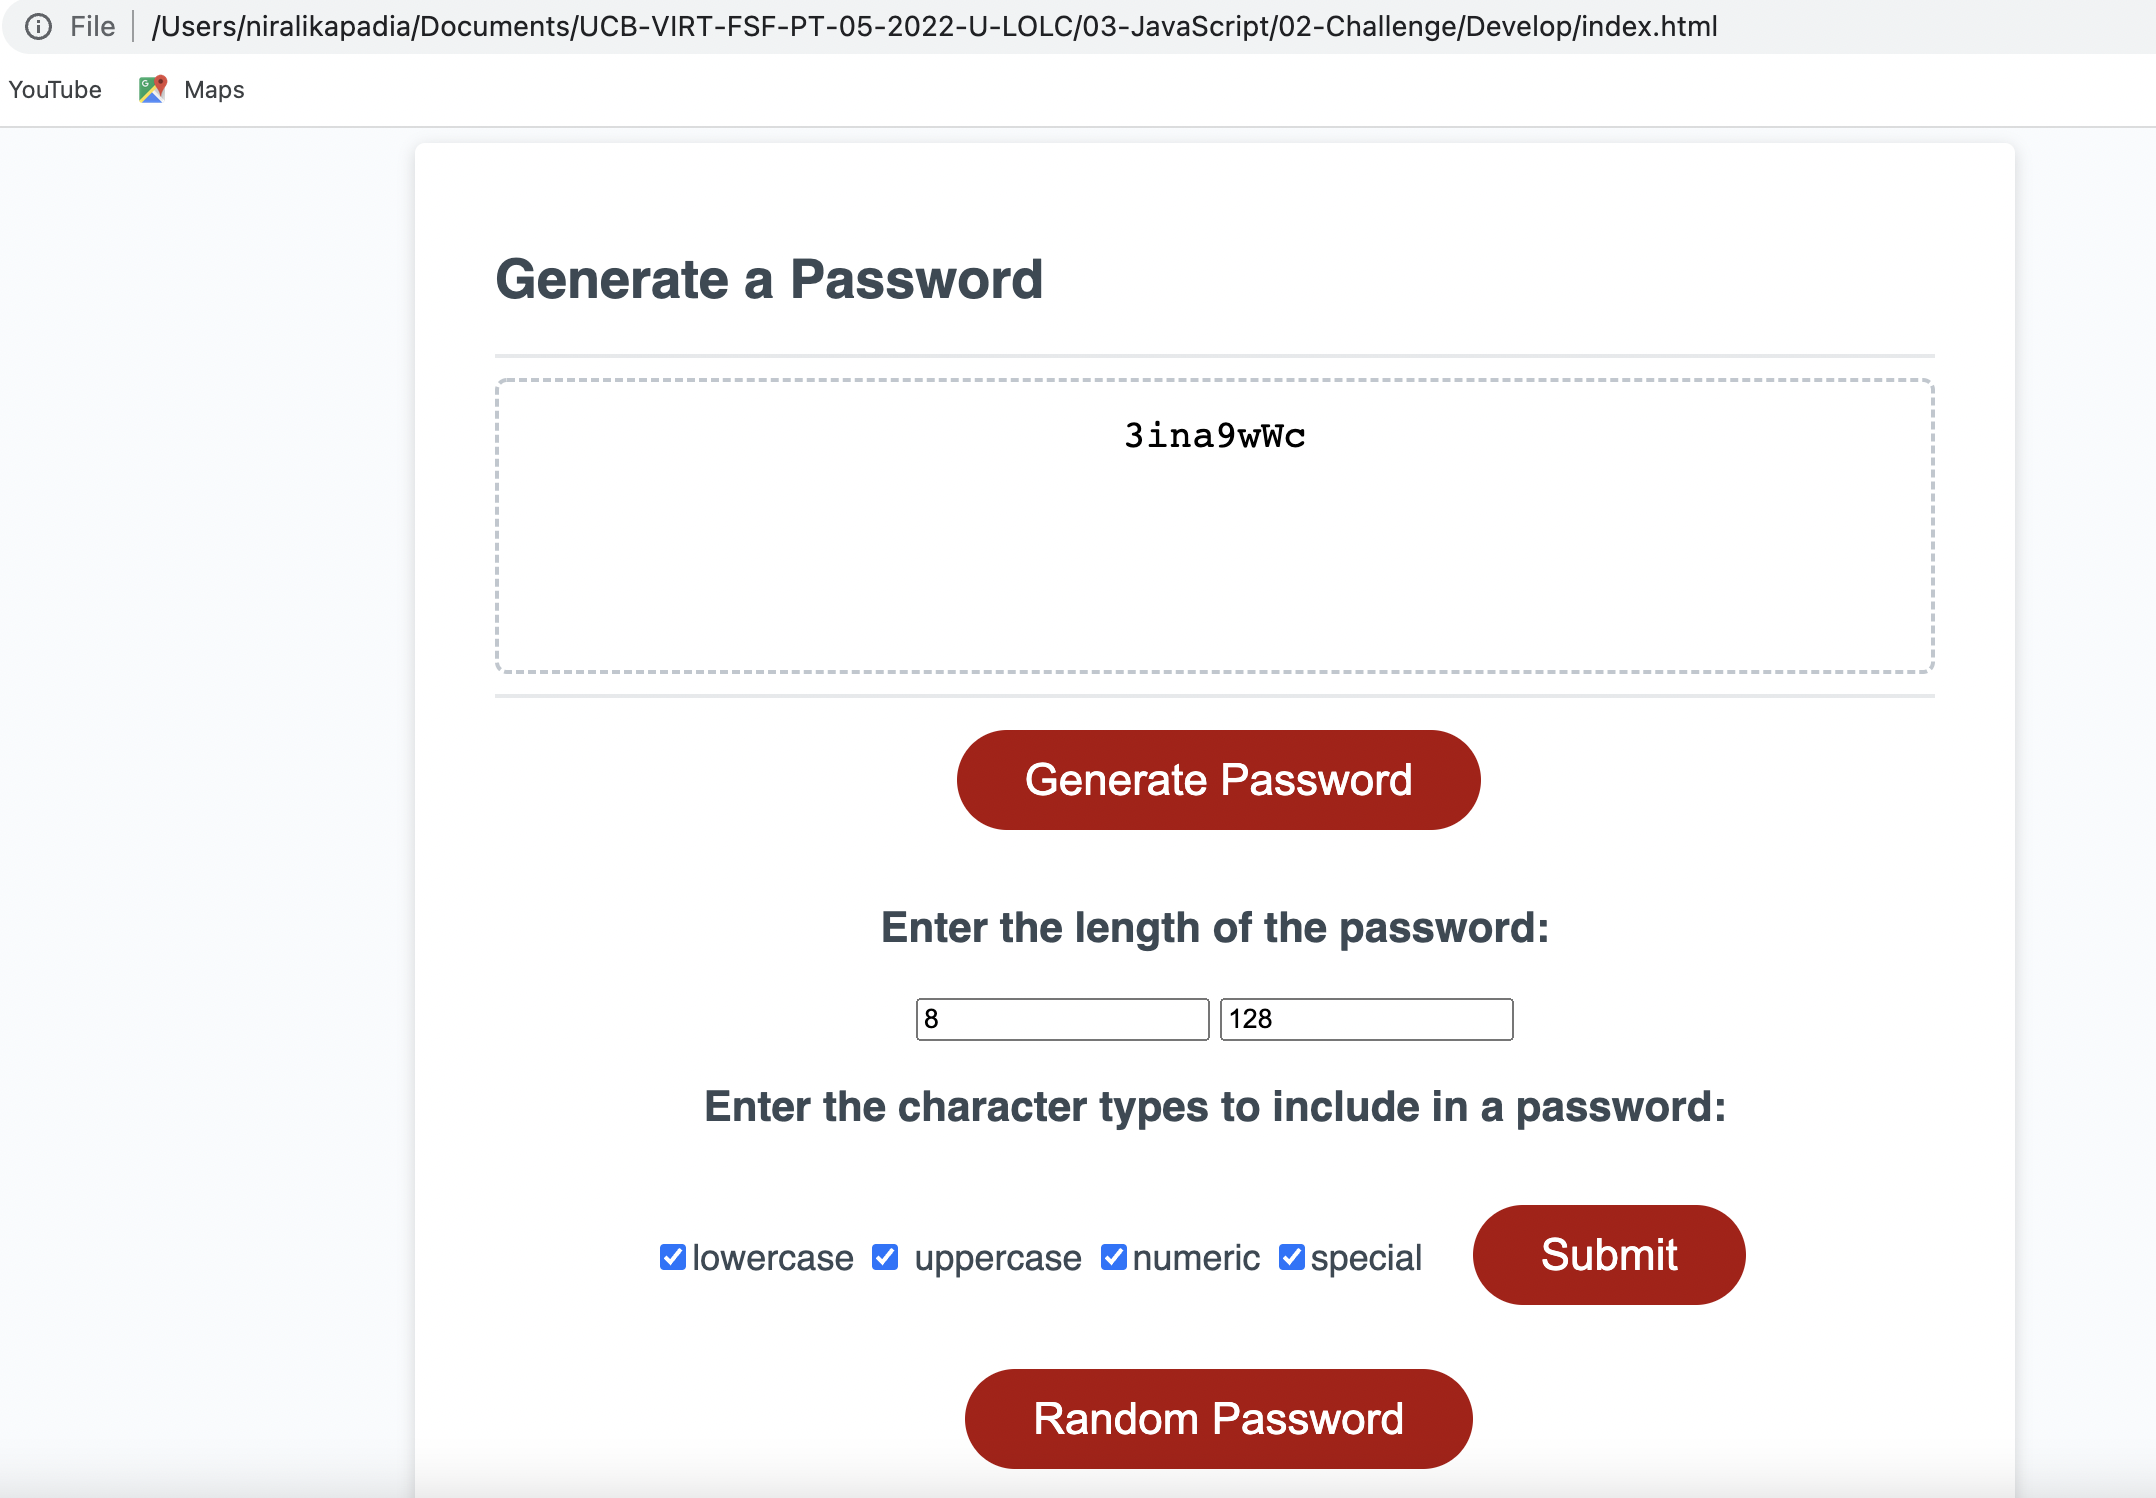 File /Users/niralikapadia/Documents/UCB-VIRT-FSF-PT-05-2022-U-LOLC/03-JavaScript/02-Challenge/Develop/index.html
YouTube Maps
Generate a Password
3ina9wWc
Generate Password
Enter the length of the password:
8 128
Enter the character types to include in a password:
lowercase uppercase numeric special Submit
Random Password